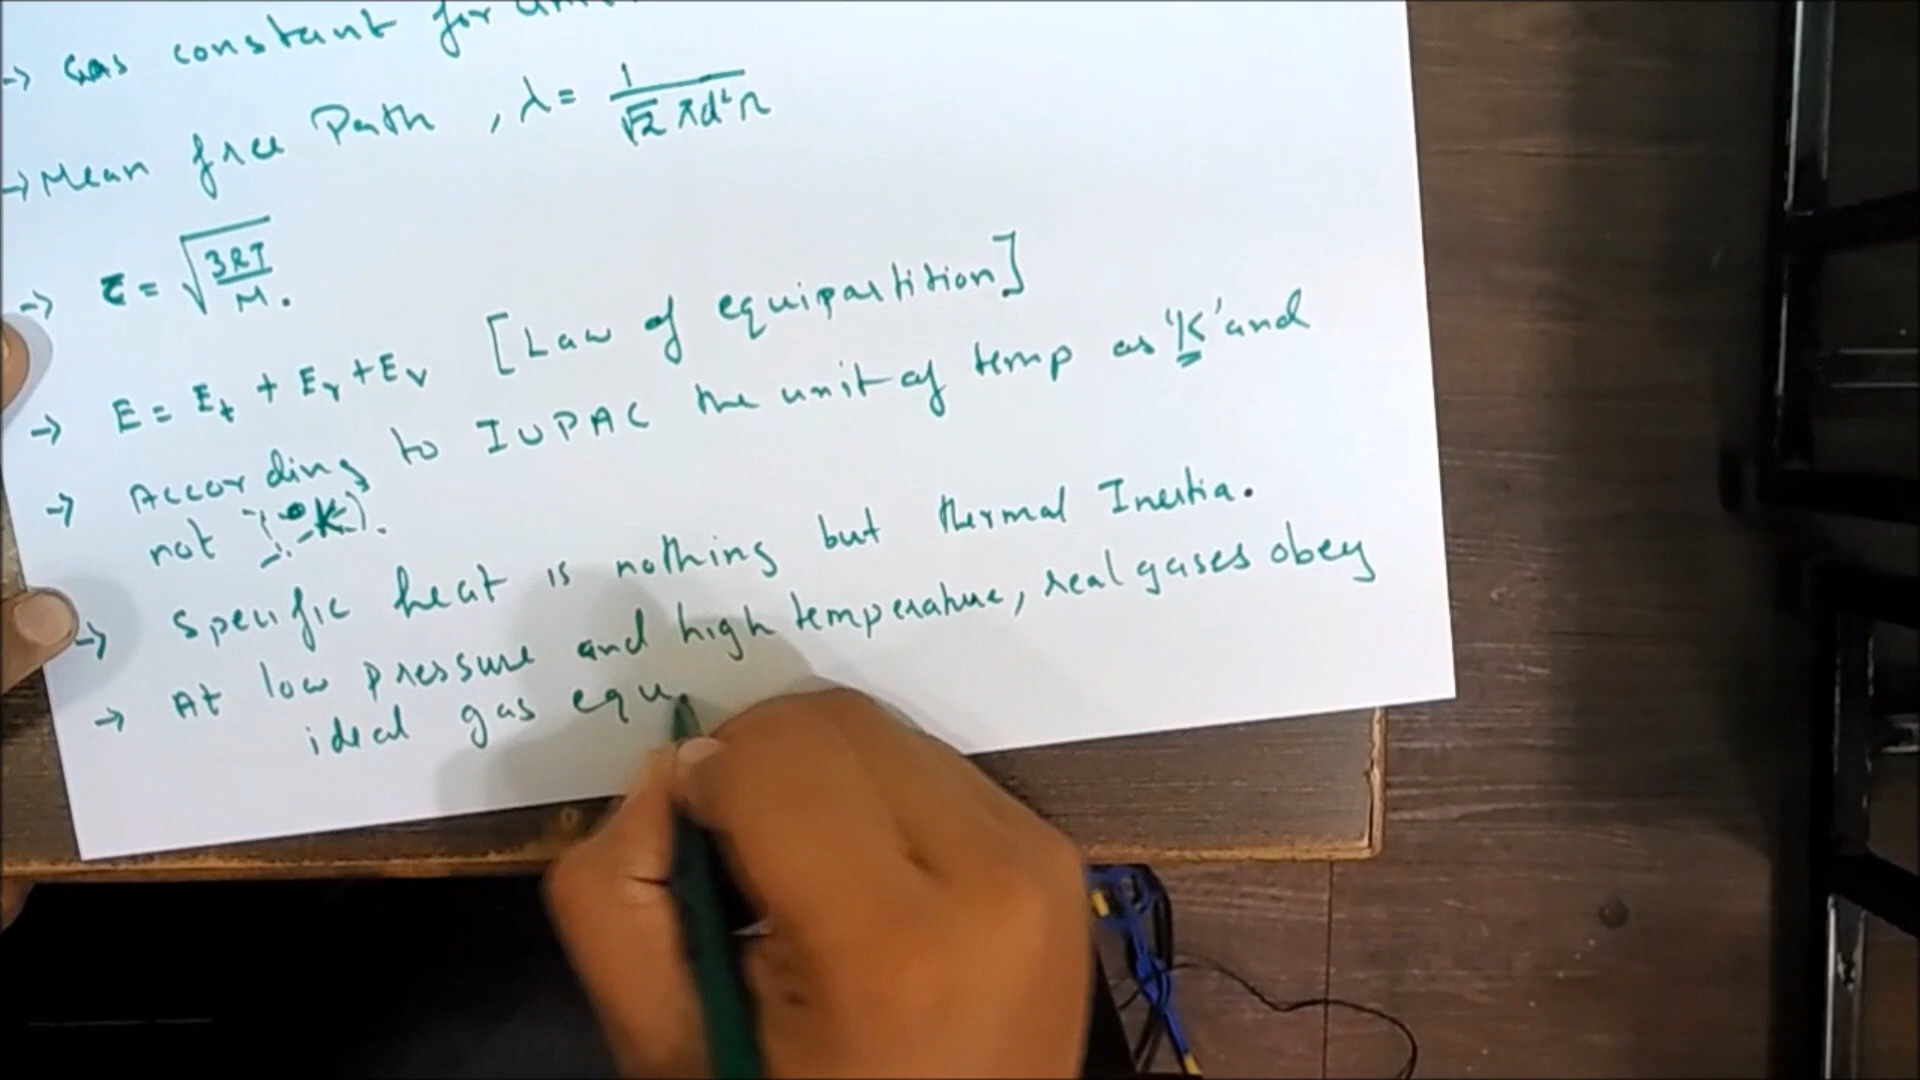 → Gas constant for
→ Mean free Path , λ = 1/√2 πd²n
→ c̄ = √3RT/M.
→ E = Et + Er + Ev [Law of equipartition]
→ According to IUPAC the unit of temp as 'K' and
not (°K).
→ Specific heat is nothing but thermal Inertia.
→ At low pressure and high temperature, real gases obey
ideal gas equ